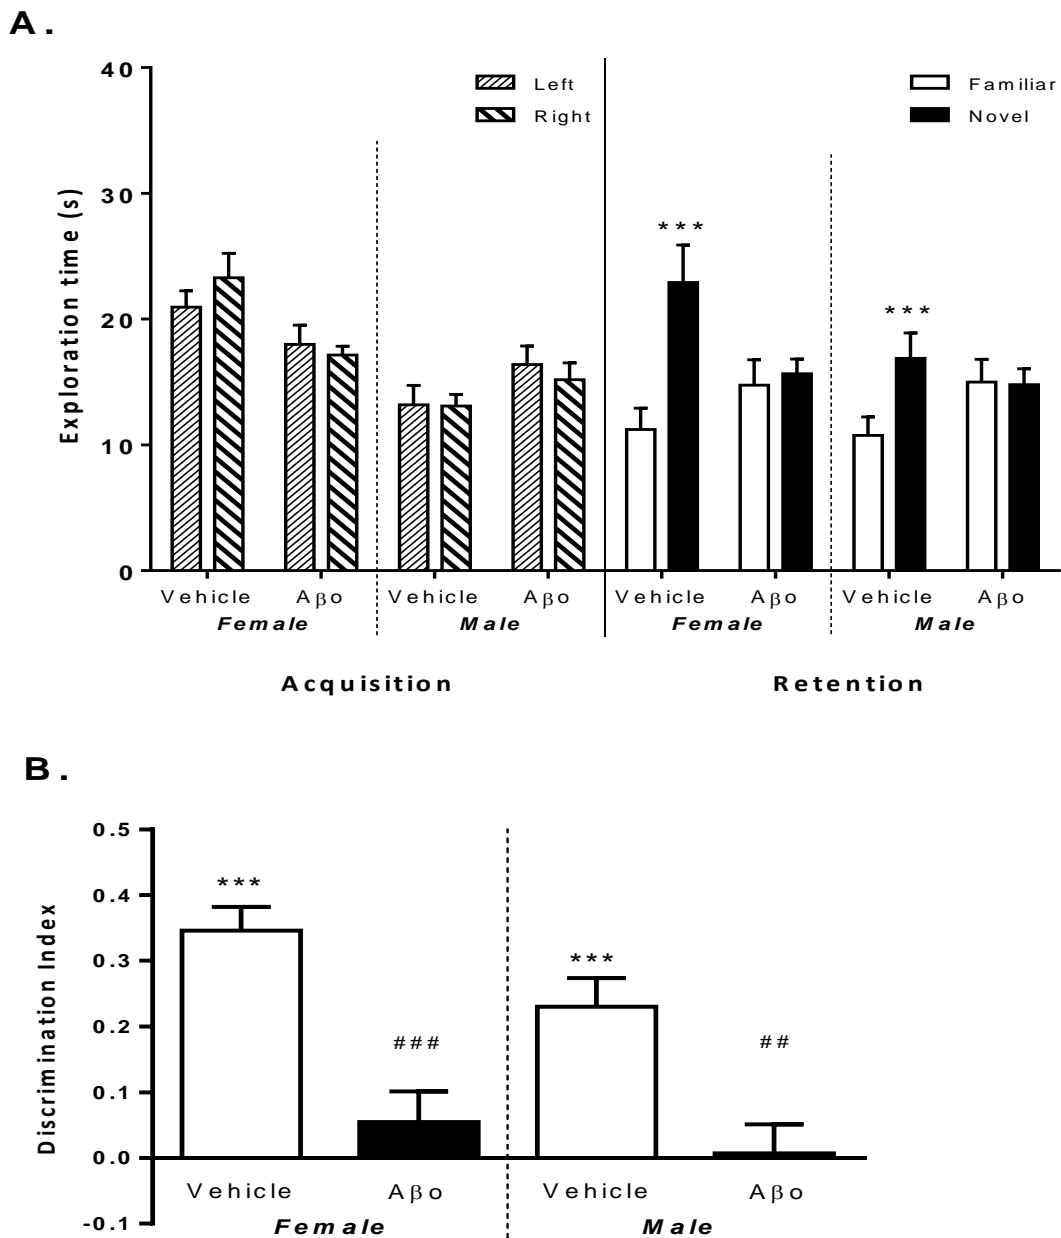 A.
40
30
20
10
0
Exploration time (s)
Left
Right
Familiar
Novel
***
***
Vehicle Aβo Vehicle Aβo Vehicle Aβo Vehicle Aβo
Female Male Female Male
Acquisition Retention
B.
0.5
0.4
0.3
0.2
0.1
0.0
-0.1
Discrimination Index
***
###
***
##
Vehicle Aβo Vehicle Aβo
Female Male